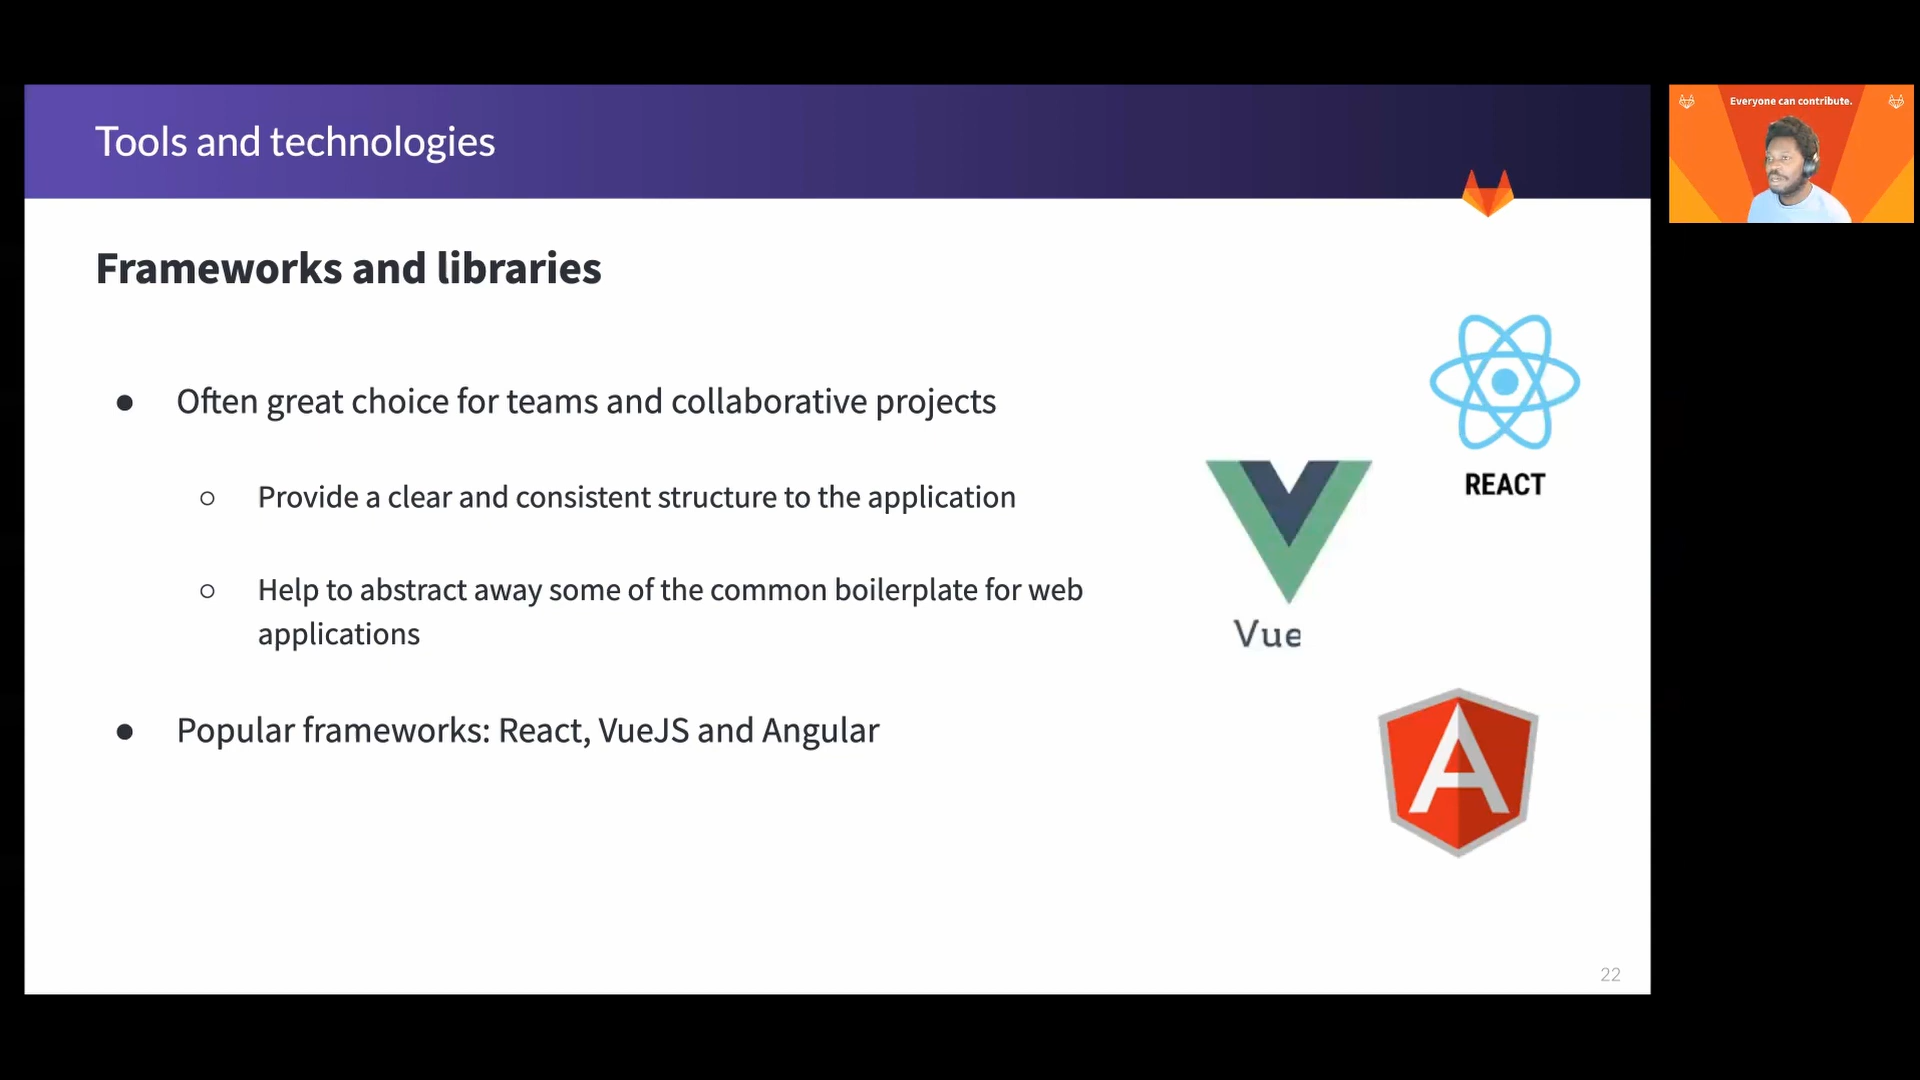 Tools and technologies
Everyone can contribute.
Frameworks and libraries
● Often great choice for teams and collaborative projects
○ Provide a clear and consistent structure to the application
○ Help to abstract away some of the common boilerplate for web
applications
● Popular frameworks: React, VueJS and Angular
REACT
Vue
A
22